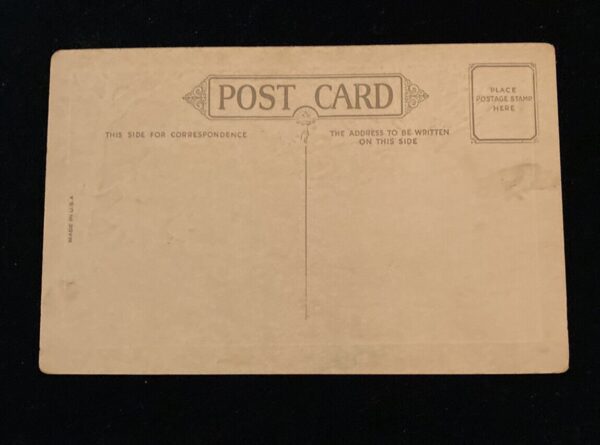 POST CARD
PLACE
POSTAGE STAMP
HERE
THIS SIDE FOR CORRESPONDENCE
THE ADDRESS TO BE WRITTEN
ON THIS SIDE
MADE IN U.S.A